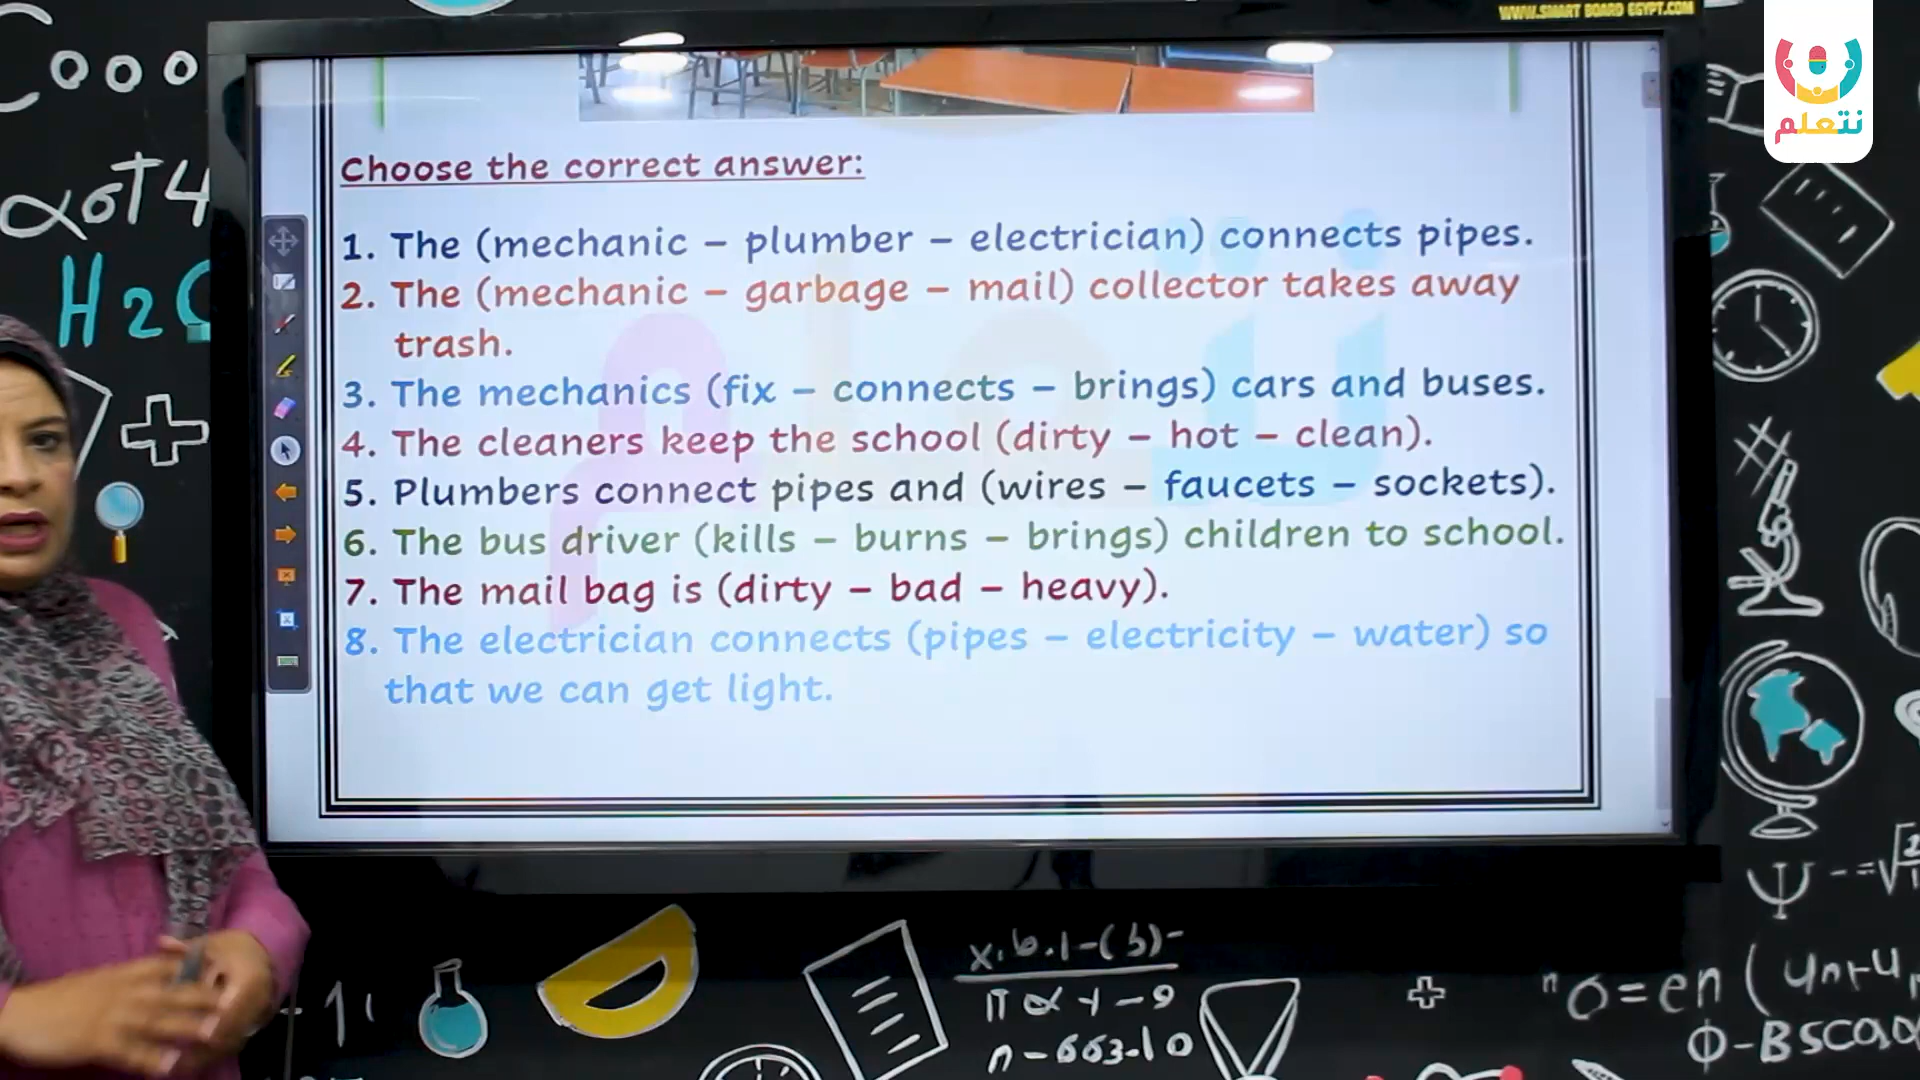 WWW.SMART BOARD EGYPT.COM
نتعلم
Choose the correct answer:
1. The (mechanic – plumber – electrician) connects pipes.
2. The (mechanic – garbage – mail) collector takes away
trash.
3. The mechanics (fix – connects – brings) cars and buses.
4. The cleaners keep the school (dirty – hot – clean).
5. Plumbers connect pipes and (wires – faucets – sockets).
6. The bus driver (kills – burns – brings) children to school.
7. The mail bag is (dirty – bad – heavy).
8. The electrician connects (pipes – electricity – water) so
that we can get light.